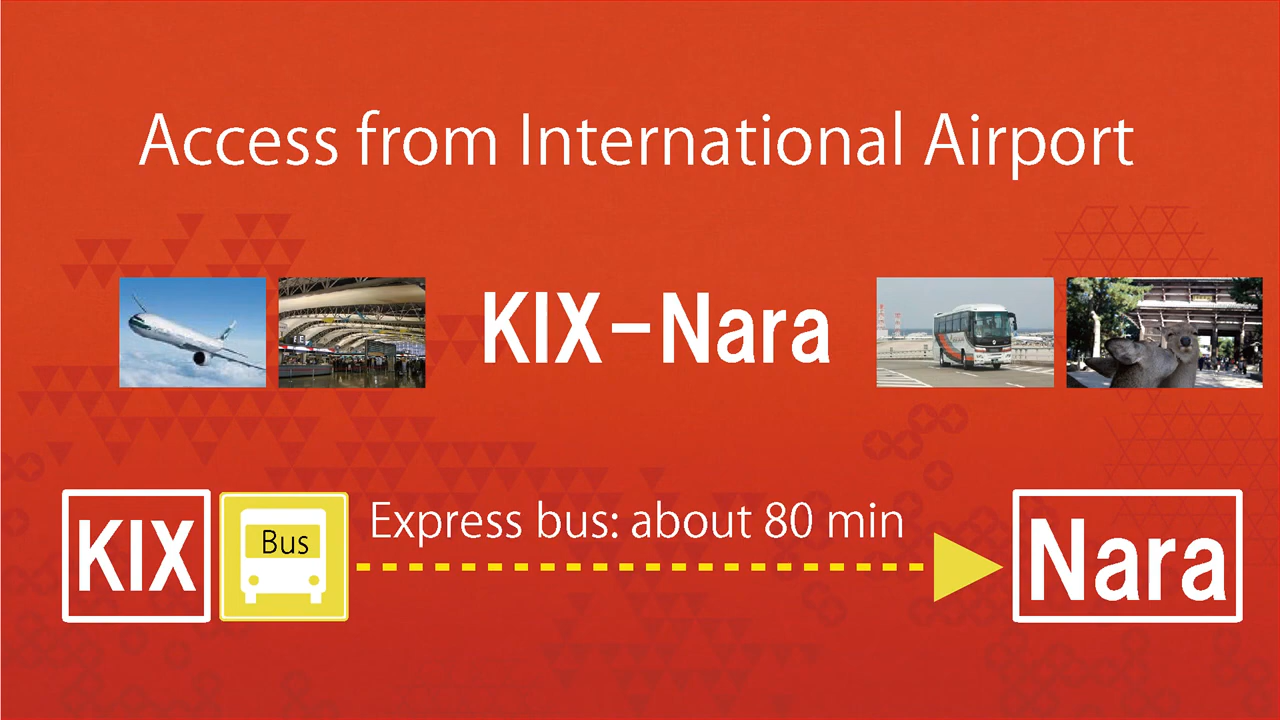 Access from International Airport
KIX–Nara
KIX
Bus
Express bus: about 80 min
Nara